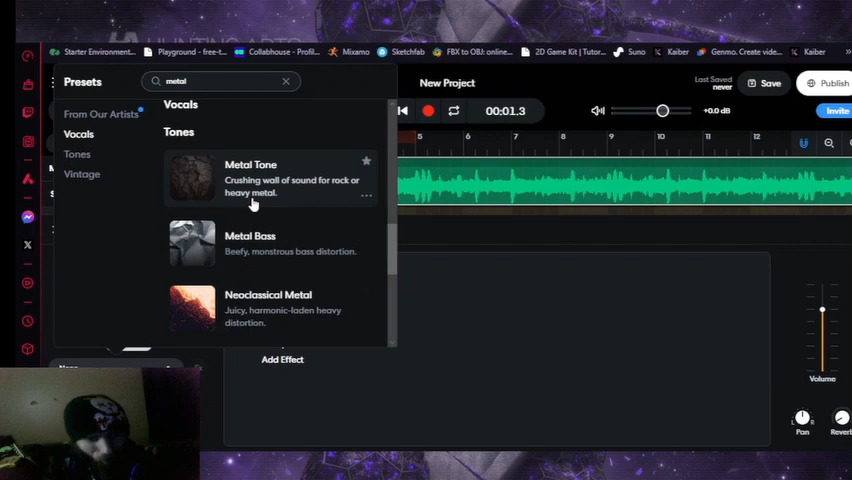 HUNTING ARTS
Starter Environment...
Playground - free-t...
Collabhouse - Profil...
Mixamo
Sketchfab
FBX to OBJ: online...
2D Game Kit | Tutor...
Suno
Kaiber
Genmo. Create vide...
Kaiber
Presets
metal
New Project
Last Saved
never
Save
Publish
From Our Artists
Vocals
Tones
Vintage
Vocals
Tones
Metal Tone
Crushing wall of sound for rock or
heavy metal.
Metal Bass
Beefy, monstrous bass distortion.
Neoclassical Metal
Juicy, harmonic-laden heavy
distortion.
00:01.3
+0.0 dB
Invite
5
6
7
8
9
10
11
12
Add Effect
Volume
L
R
Pan
Reverb